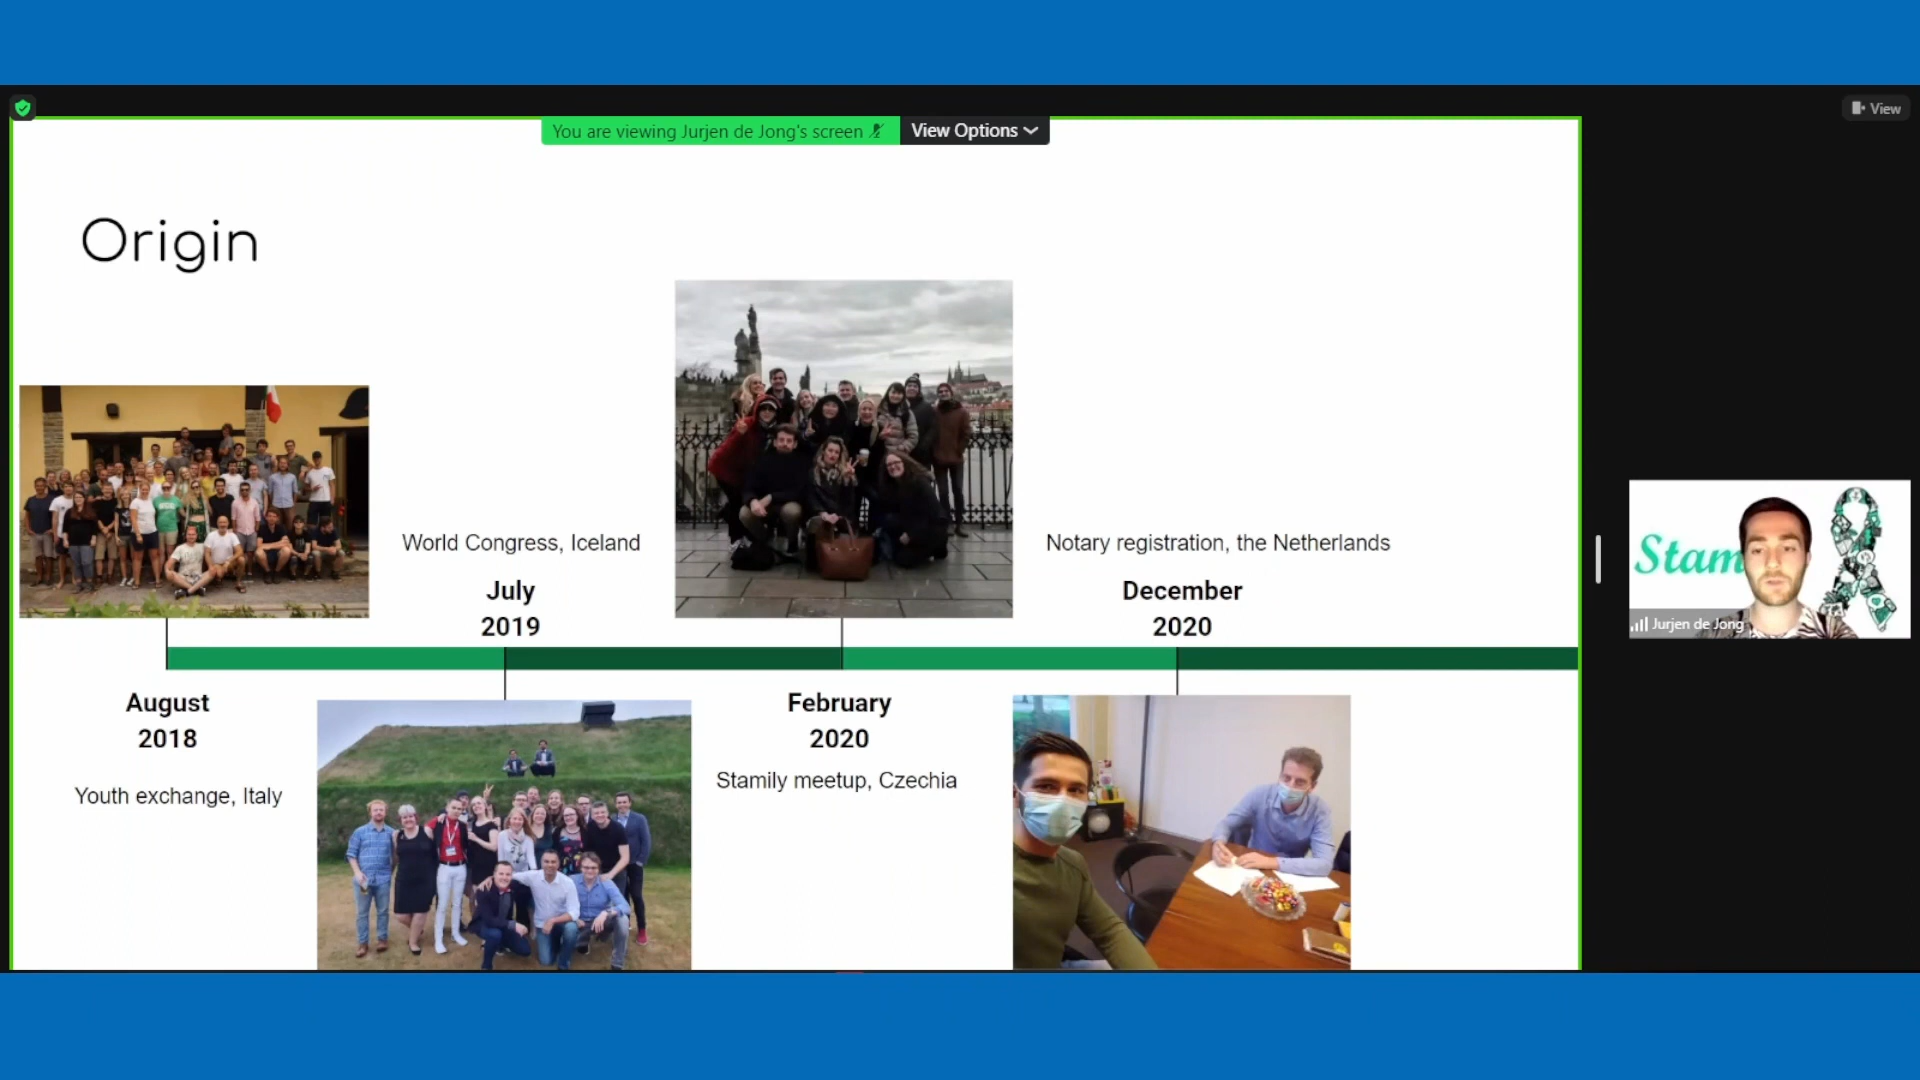 You are viewing Jurjen de Jong's screen
View Options
View
Origin
World Congress, Iceland
July
2019
Notary registration, the Netherlands
December
2020
August
2018
Youth exchange, Italy
February
2020
Stamily meetup, Czechia
Stam
Jurjen de Jong